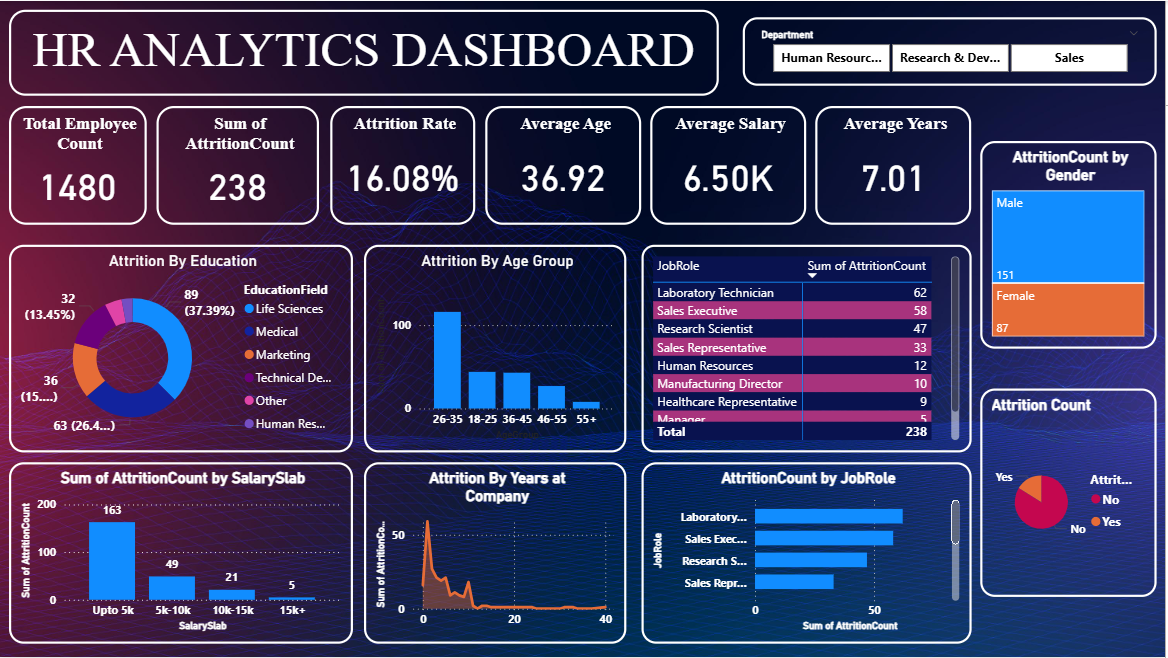 HR ANALYTICS DASHBOARD
Department
Human Resourc...
Research & Dev...
Sales
Total Employee
Count
1480
Sum of
AttritionCount
238
Attrition Rate
16.08%
Average Age
36.92
Average Salary
6.50K
Average Years
7.01
AttritionCount by
Gender
Male
151
Female
87
Attrition By Education
32
(13.45%)
89
(37.39%)
36
(15....)
63 (26.4...)
EducationField
Life Sciences
Medical
Marketing
Technical De...
Other
Human Res...
Attrition By Age Group
100
0
26-35 18-25 36-45 46-55 55+
JobRole Sum of AttritionCount
Laboratory Technician 62
Sales Executive 58
Research Scientist 47
Sales Representative 33
Human Resources 12
Manufacturing Director 10
Healthcare Representative 9
Manager 5
Total 238
Attrition Count
Yes
No
Attrit...
No
Yes
Sum of AttritionCount by SalarySlab
Sum of AttritionCount
200
100
0
163
49
21
5
Upto 5k 5k-10k 10k-15k 15k+
SalarySlab
Attrition By Years at
Company
Sum of AttritionCo...
50
0
0 20 40
AttritionCount by JobRole
JobRole
Laboratory...
Sales Exec...
Research S...
Sales Repr...
0 50
Sum of AttritionCount